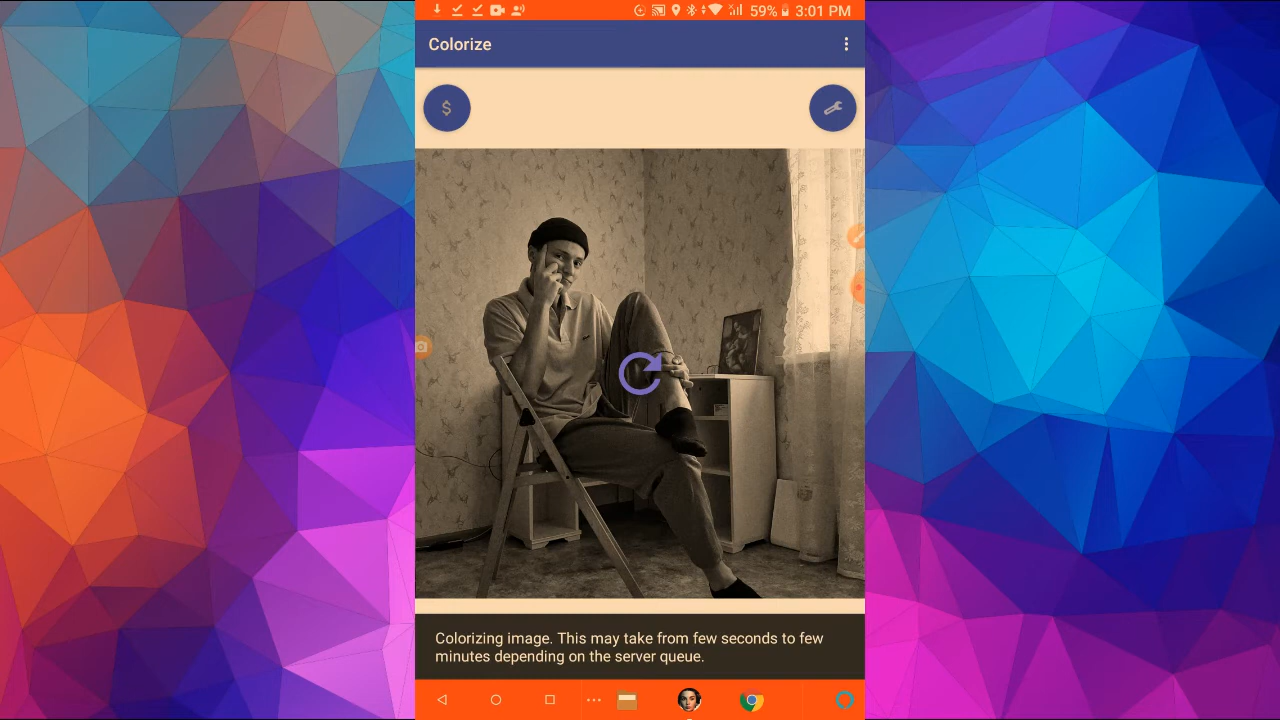 59% 3:01 PM
Colorize
$
Colorizing image. This may take from few seconds to few
minutes depending on the server queue.